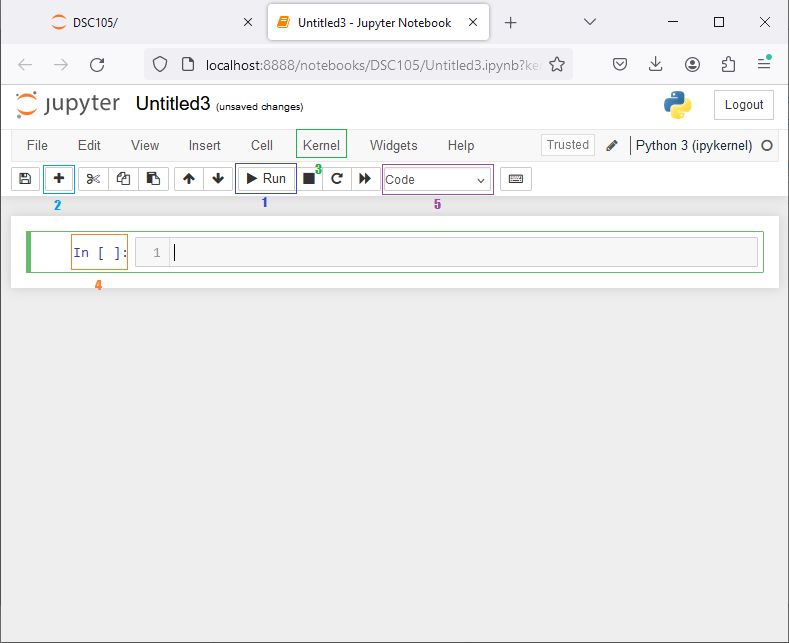 DSC105/
Untitled3 - Jupyter Notebook
localhost:8888/notebooks/DSC105/Untitled3.ipynb?ke
jupyter Untitled3 (unsaved changes)
Logout
File Edit View Insert Cell Kernel Widgets Help
Trusted
Python 3 (ipykernel)
Run
3
Code
2
1
5
In [ ]:
1
4